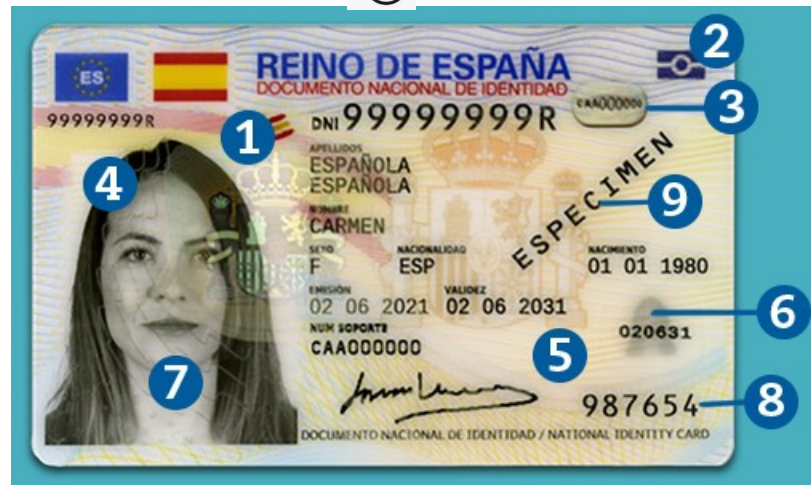 ES
REINO DE ESPAÑA
DOCUMENTO NACIONAL DE IDENTIDAD
2
99999999R
1
DNI 99999999R
CAA000000
3
APELLIDOS
ESPAÑOLA
ESPAÑOLA
4
NOMBRE
CARMEN
ESPECIMEN
9
SEXO NACIONALIDAD NACIMIENTO
F ESP 01 01 1980
EMISIÓN VALIDEZ
02 06 2021 02 06 2031
6
020631
NUM SOPORTE
CAA000000
5
7
987654
8
DOCUMENTO NACIONAL DE IDENTIDAD / NATIONAL IDENTITY CARD